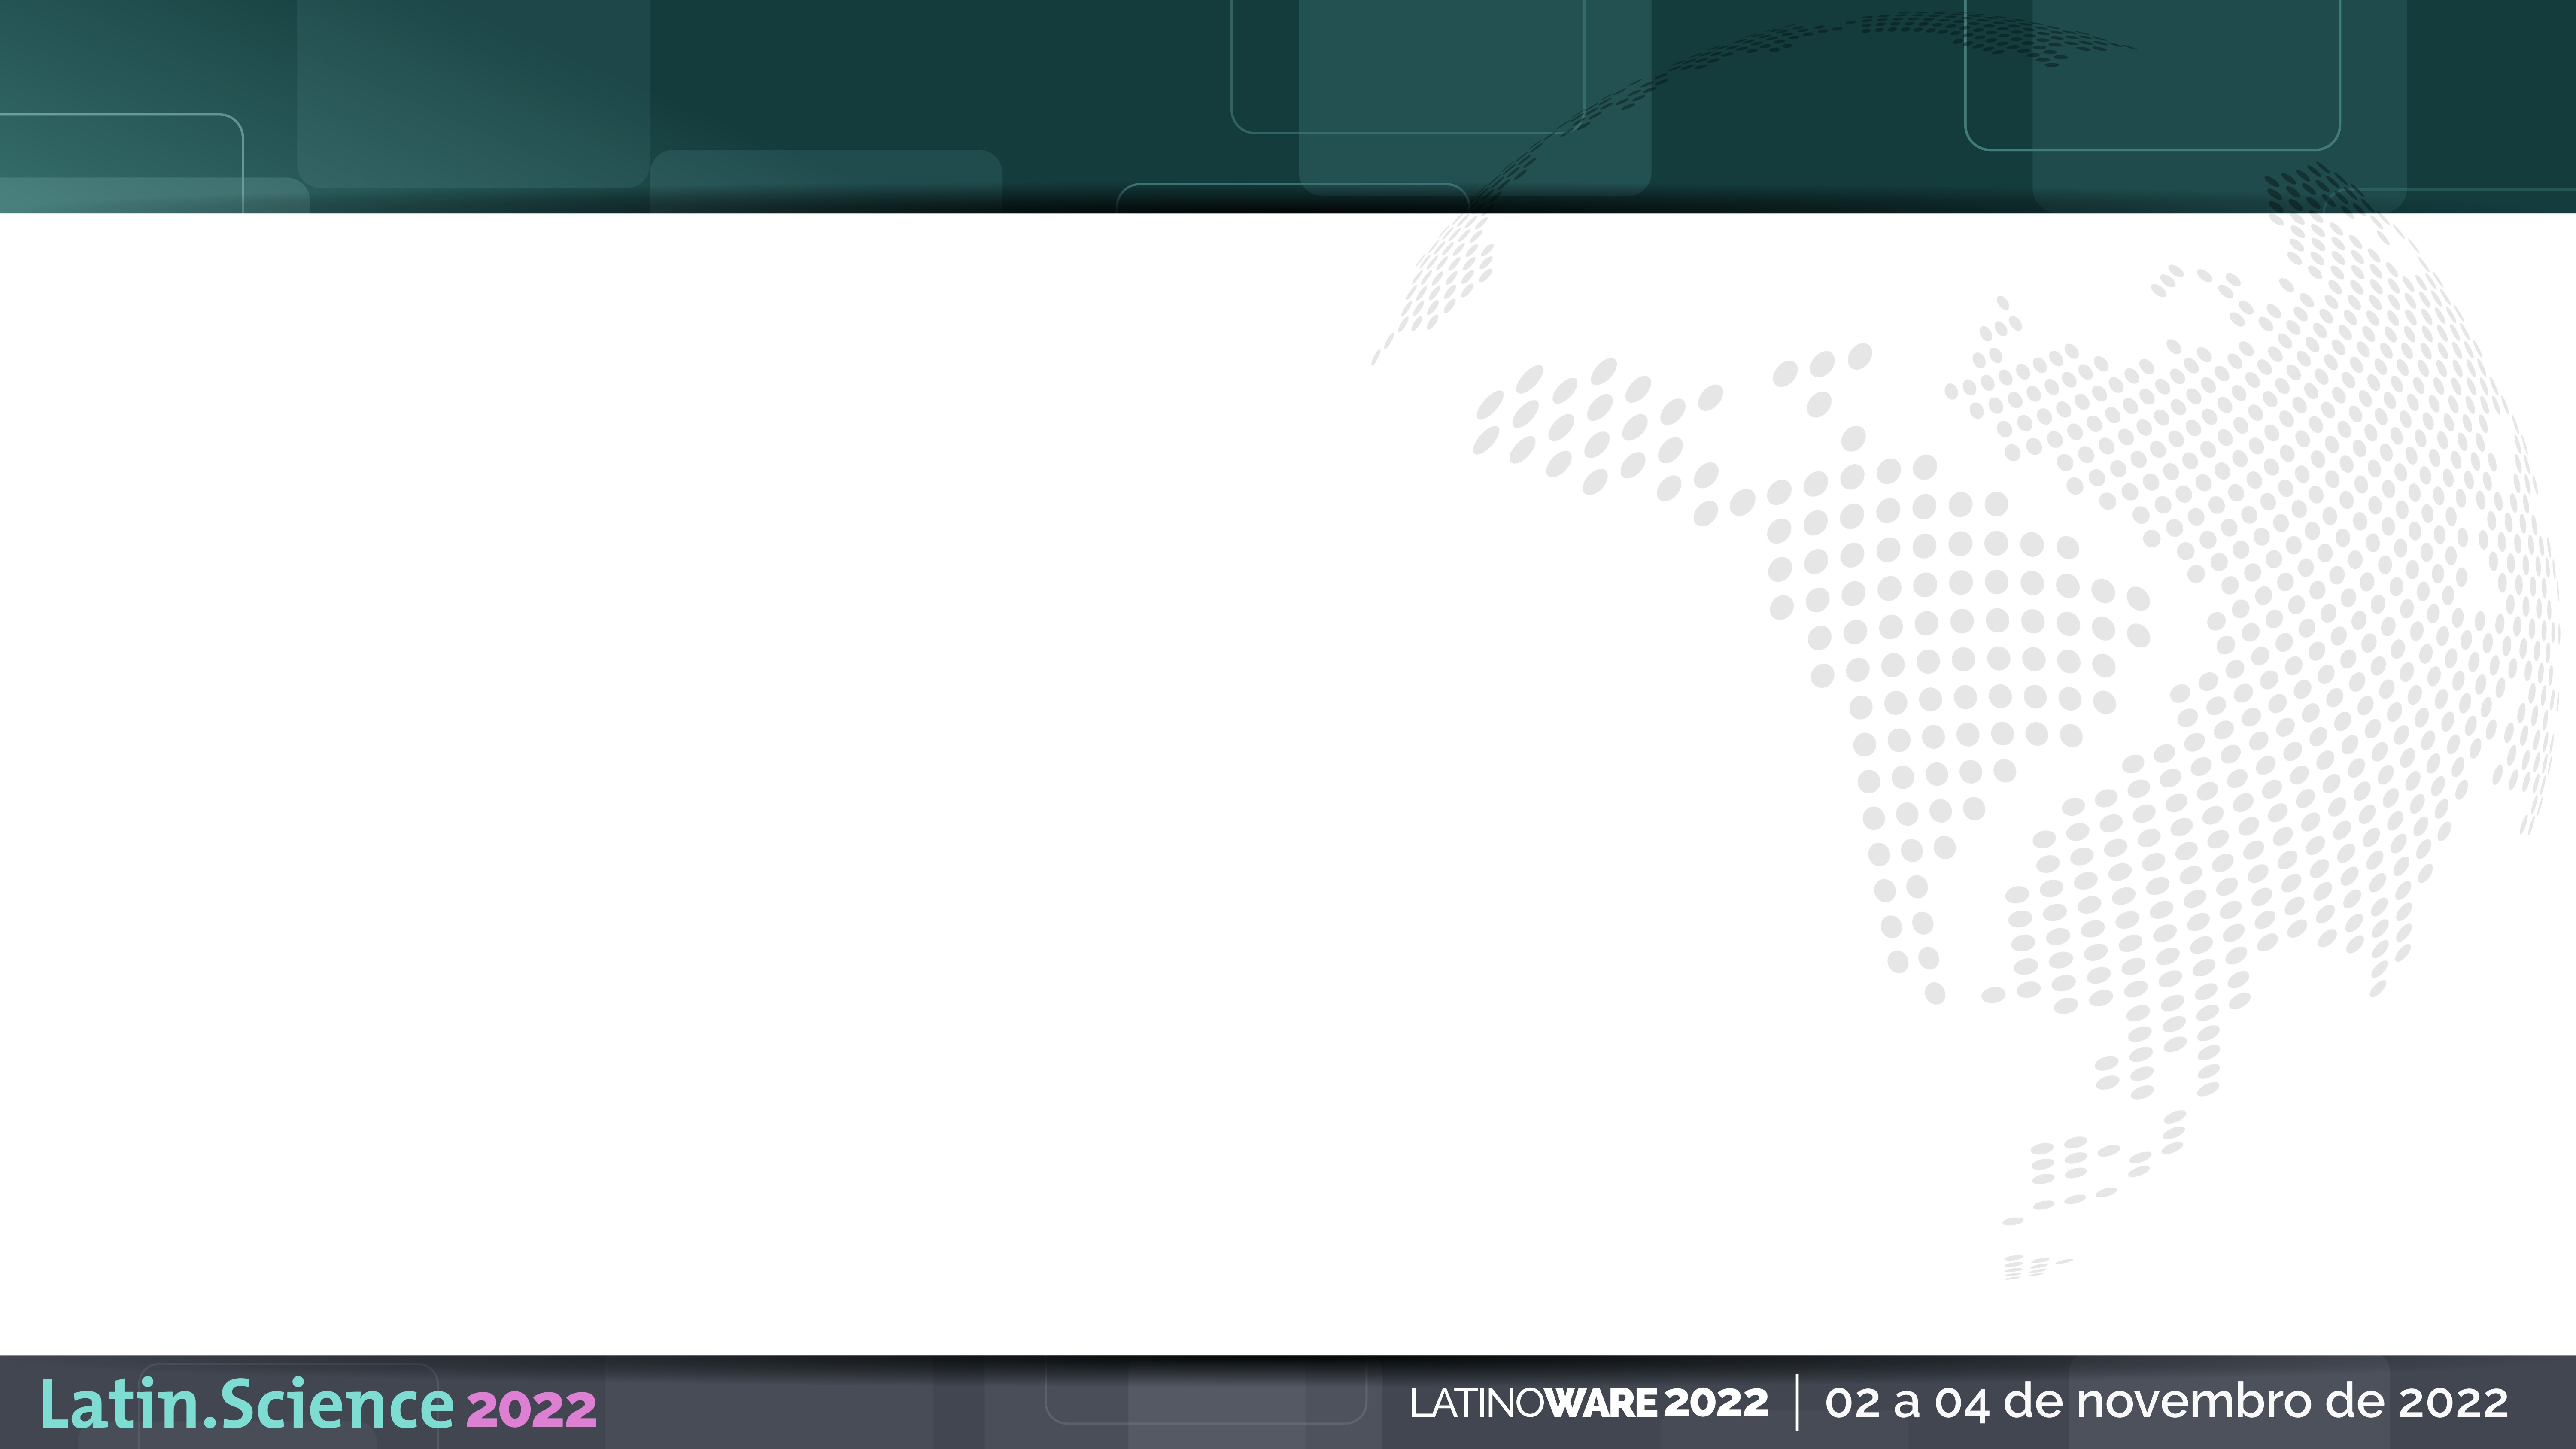 Latin.Science 2022
LATINOWARE 2022 | 02 a 04 de novembro de 2022